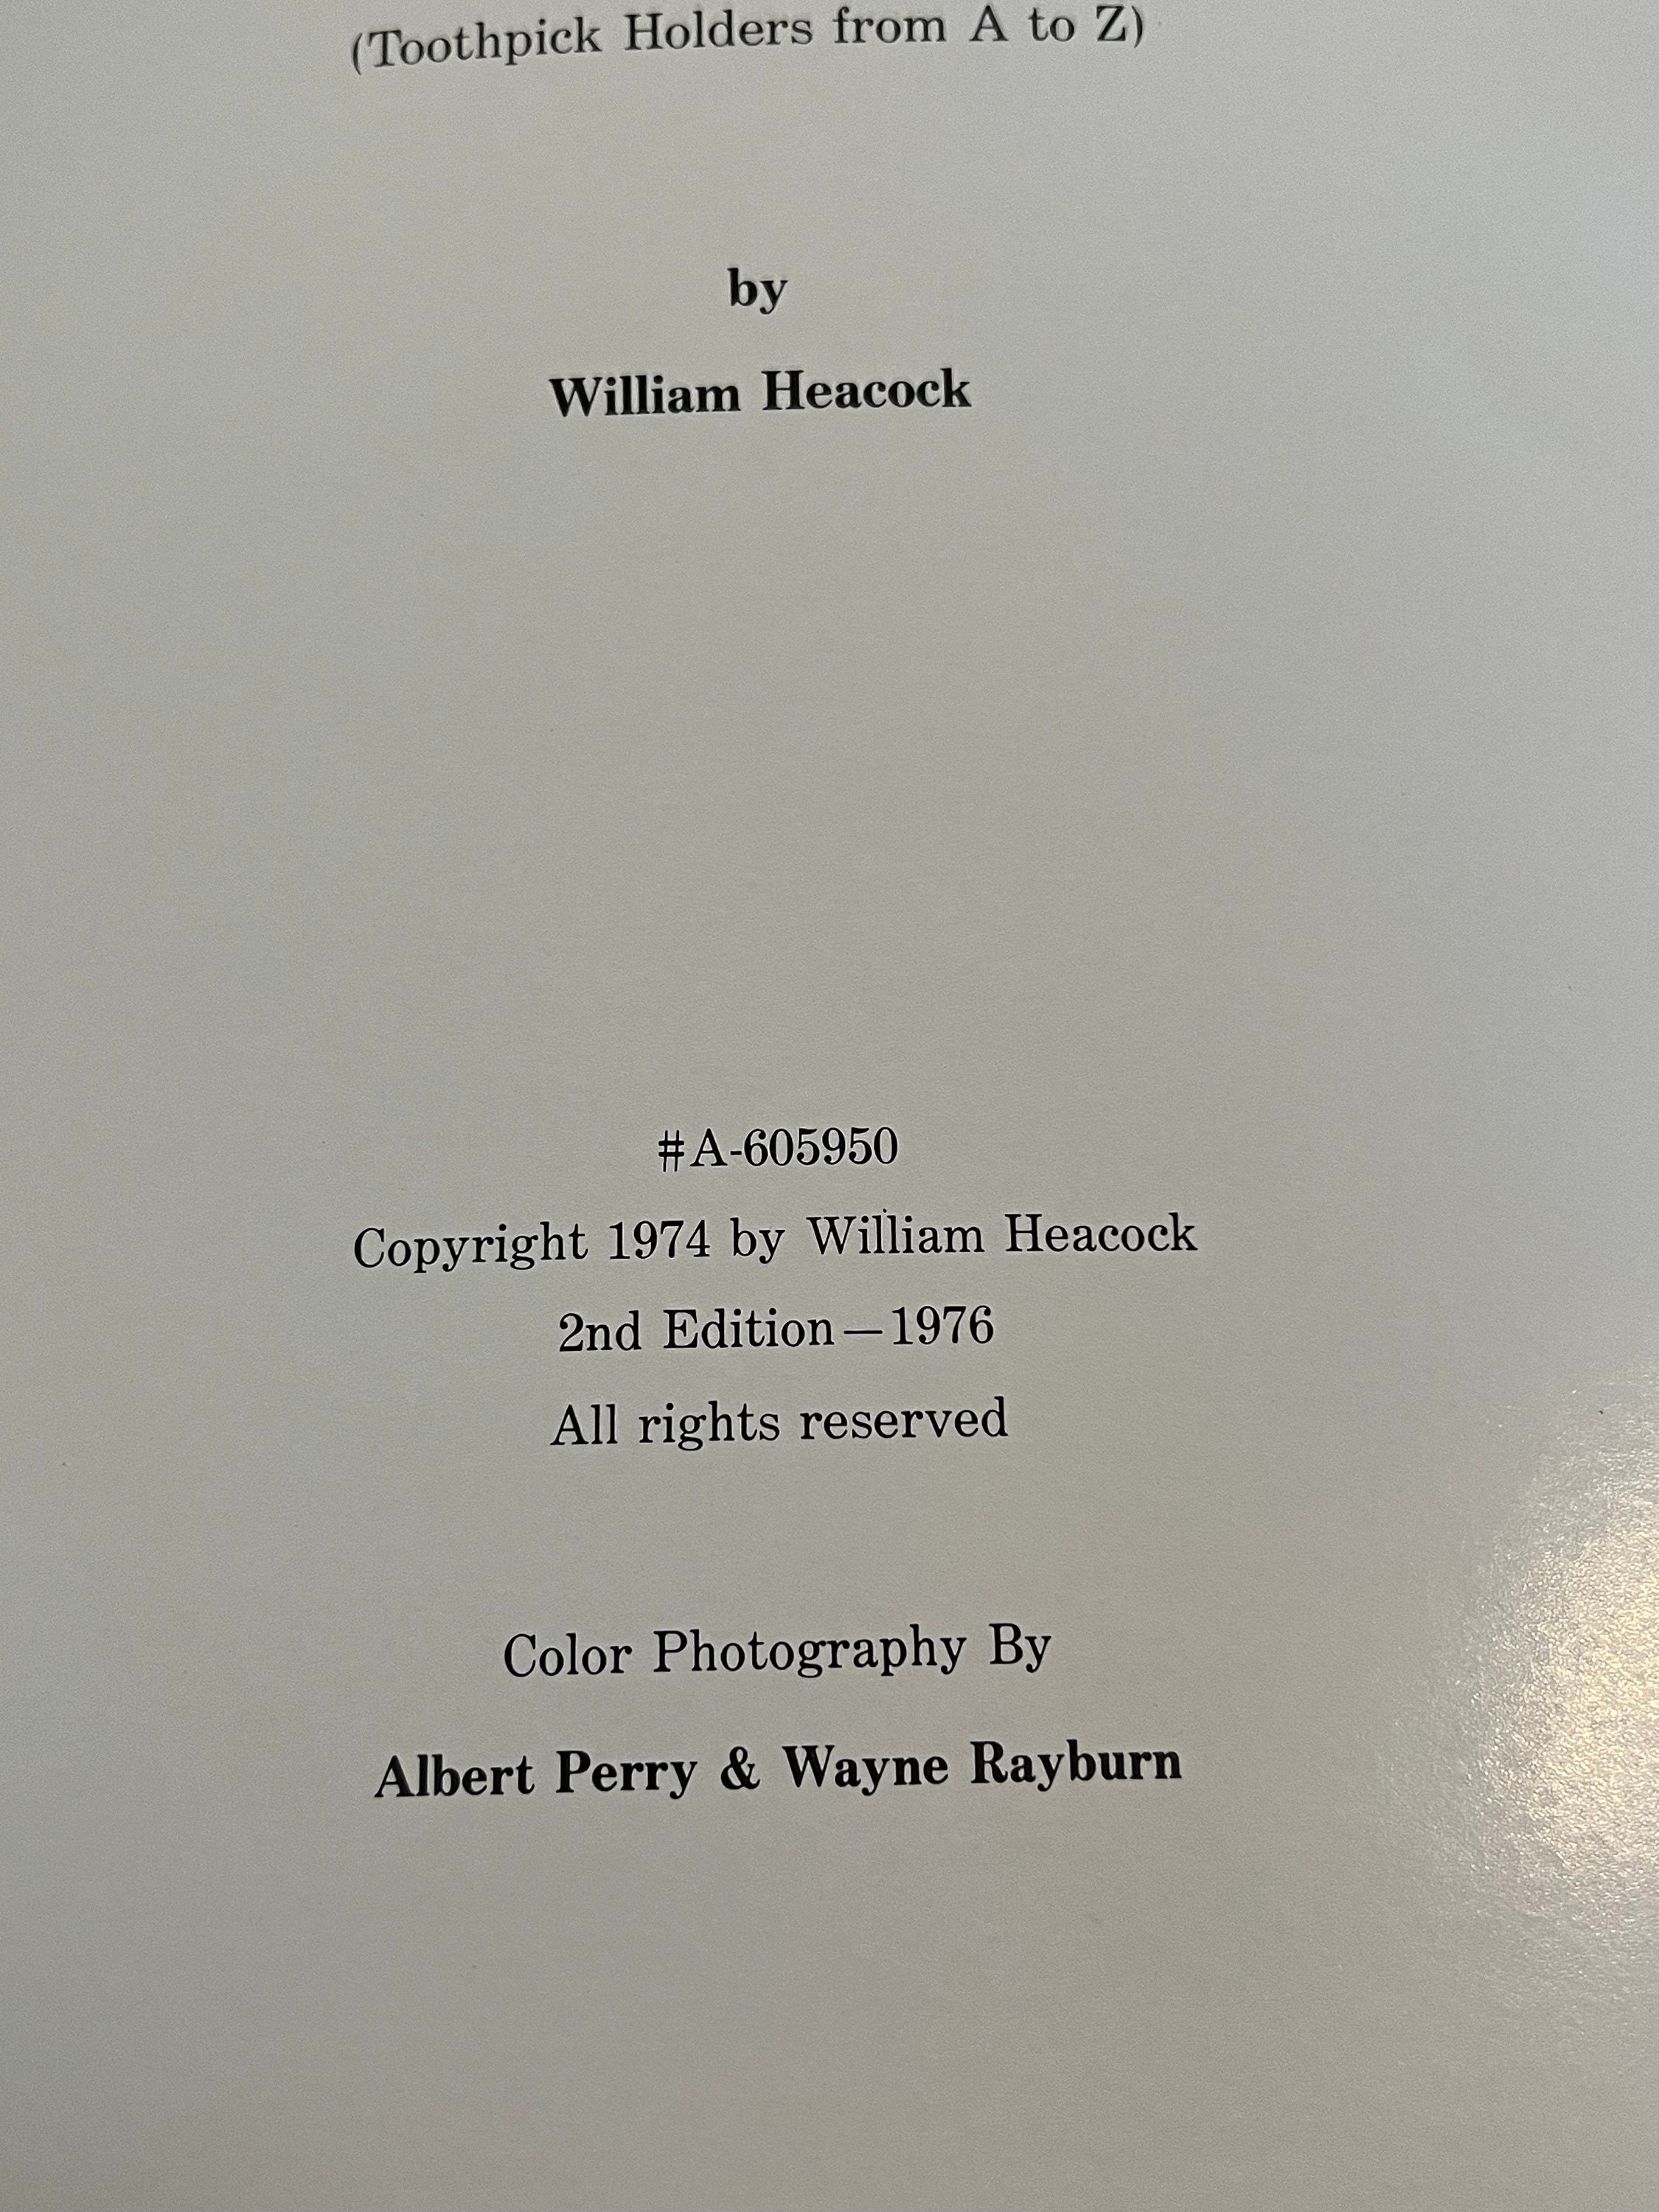 (Toothpick Holders from A to Z)
by
William Heacock
#A-605950
Copyright 1974 by William Heacock
2nd Edition—1976
All rights reserved
Color Photography By
Albert Perry & Wayne Rayburn